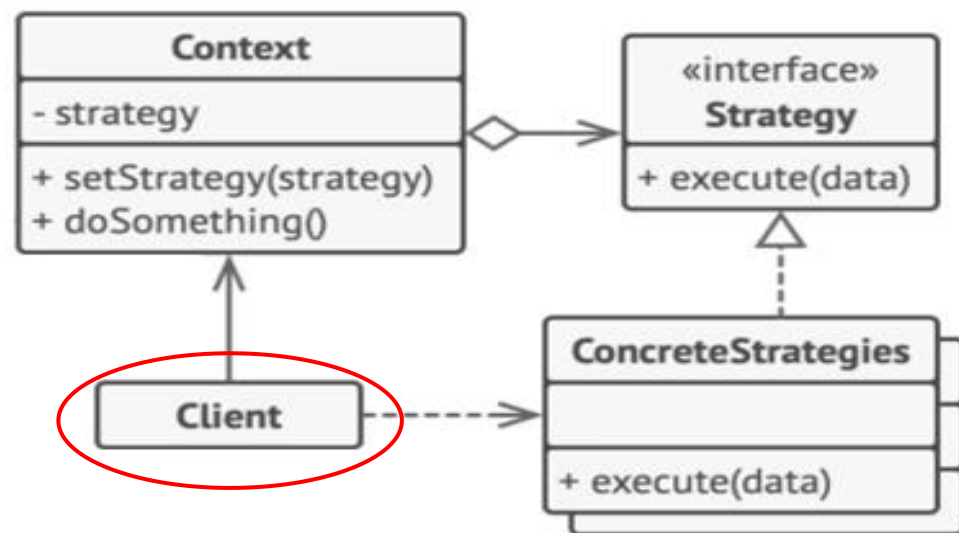 Context
- strategy
+ setStrategy(strategy)
+ doSomething()
«interface»
Strategy
+ execute(data)
Client
ConcreteStrategies
+ execute(data)